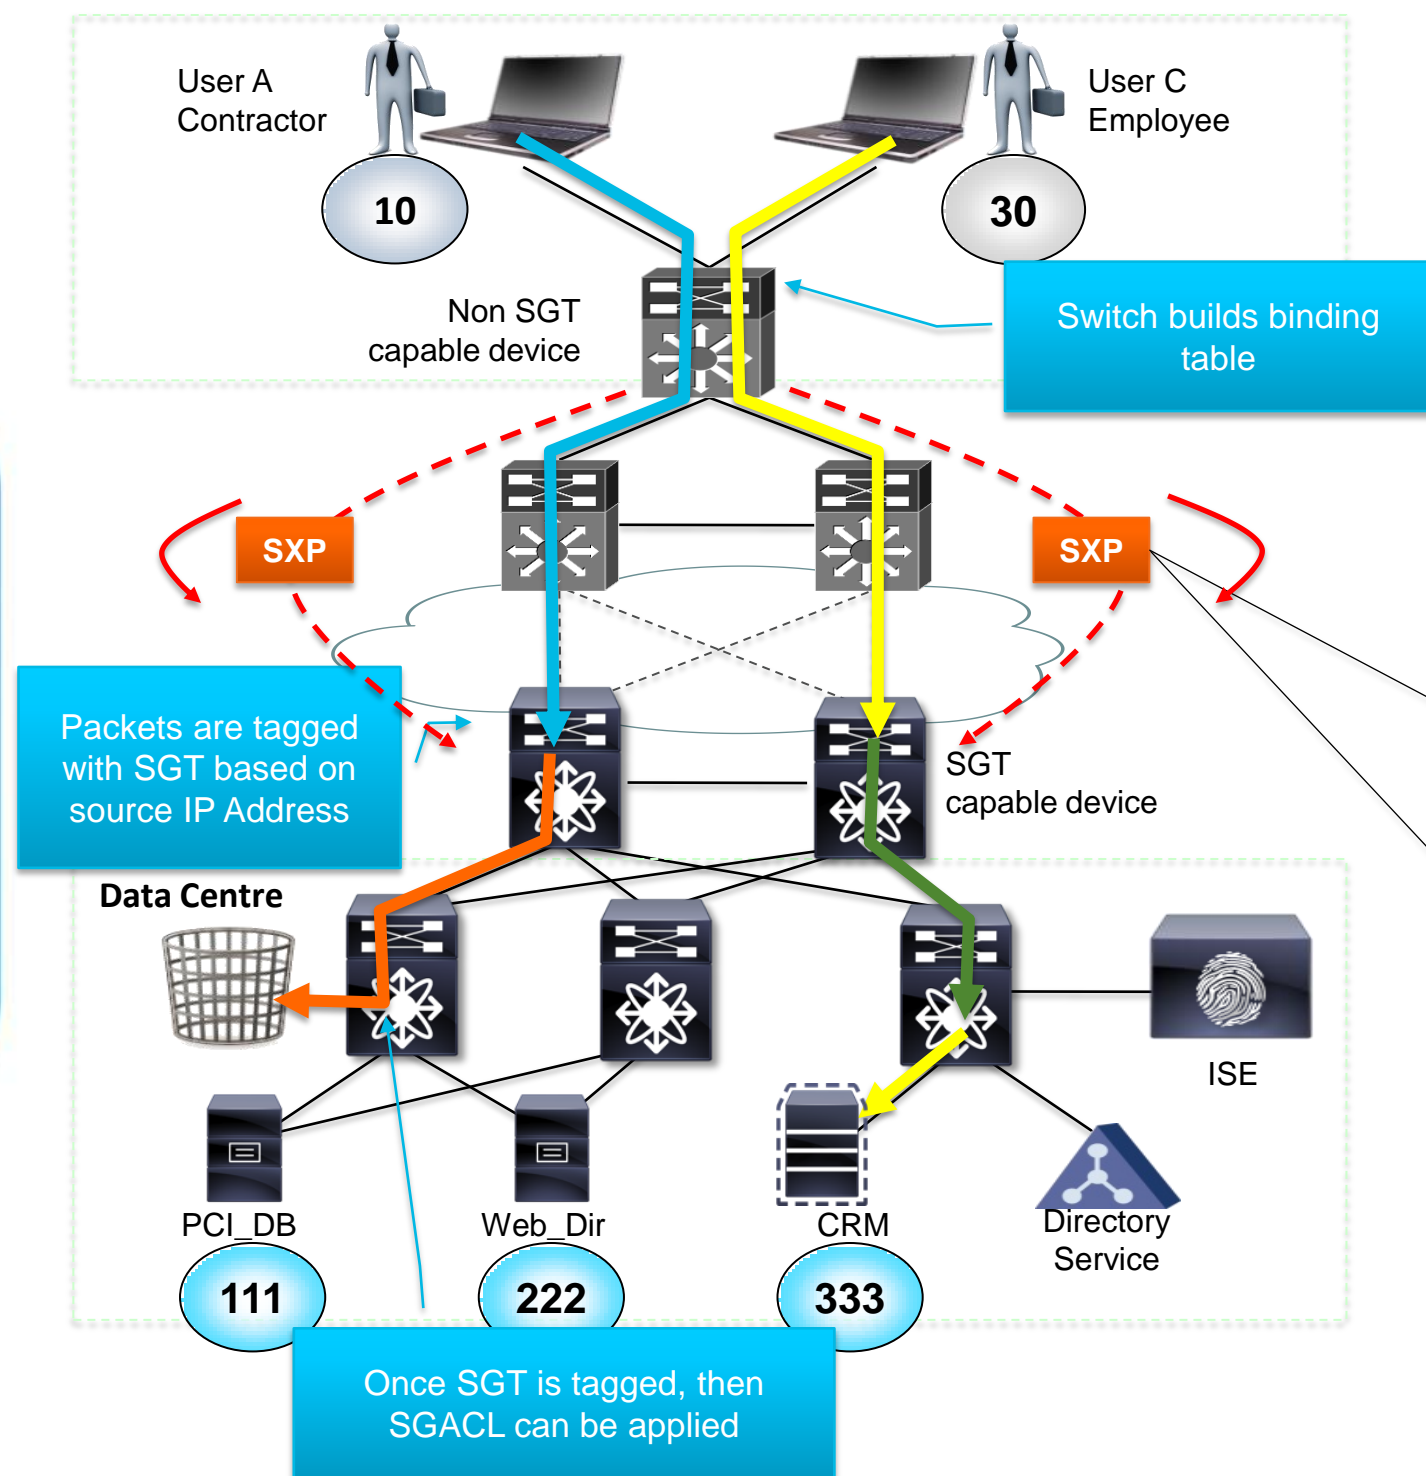 User A
Contractor
User C
Employee
10
30
Non SGT
capable device
Switch builds binding
table
SXP
SXP
Packets are tagged
with SGT based on
source IP Address
SGT
capable device
Data Centre
ISE
PCI_DB
Web_Dir
CRM
Directory
Service
111
222
333
Once SGT is tagged, then
SGACL can be applied